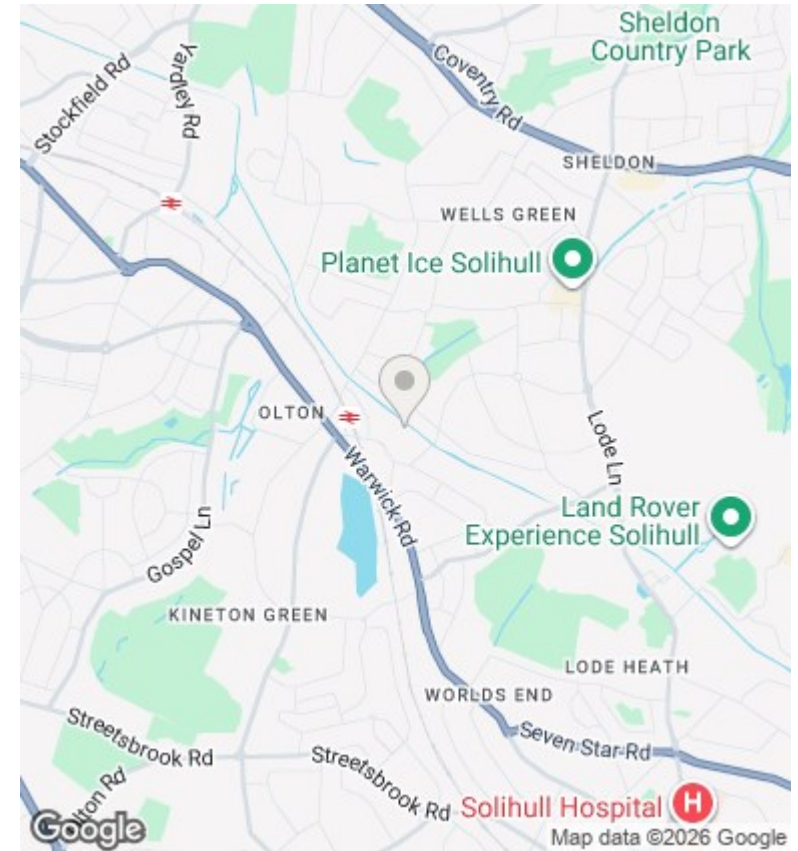 Sheldon
Country Park
Coventry Rd
Yardley Rd
Stockfield Rd
SHELDON
WELLS GREEN
Planet Ice Solihull
OLTON
Lode Ln
Warwick Rd
Land Rover
Experience Solihull
Gospel Ln
KINETON GREEN
LODE HEATH
WORLDS END
Seven Star Rd
Streetsbrook Rd
Streetsbrook Rd
Olton Rd
Solihull Hospital
H
Google
Map data ©2026 Google